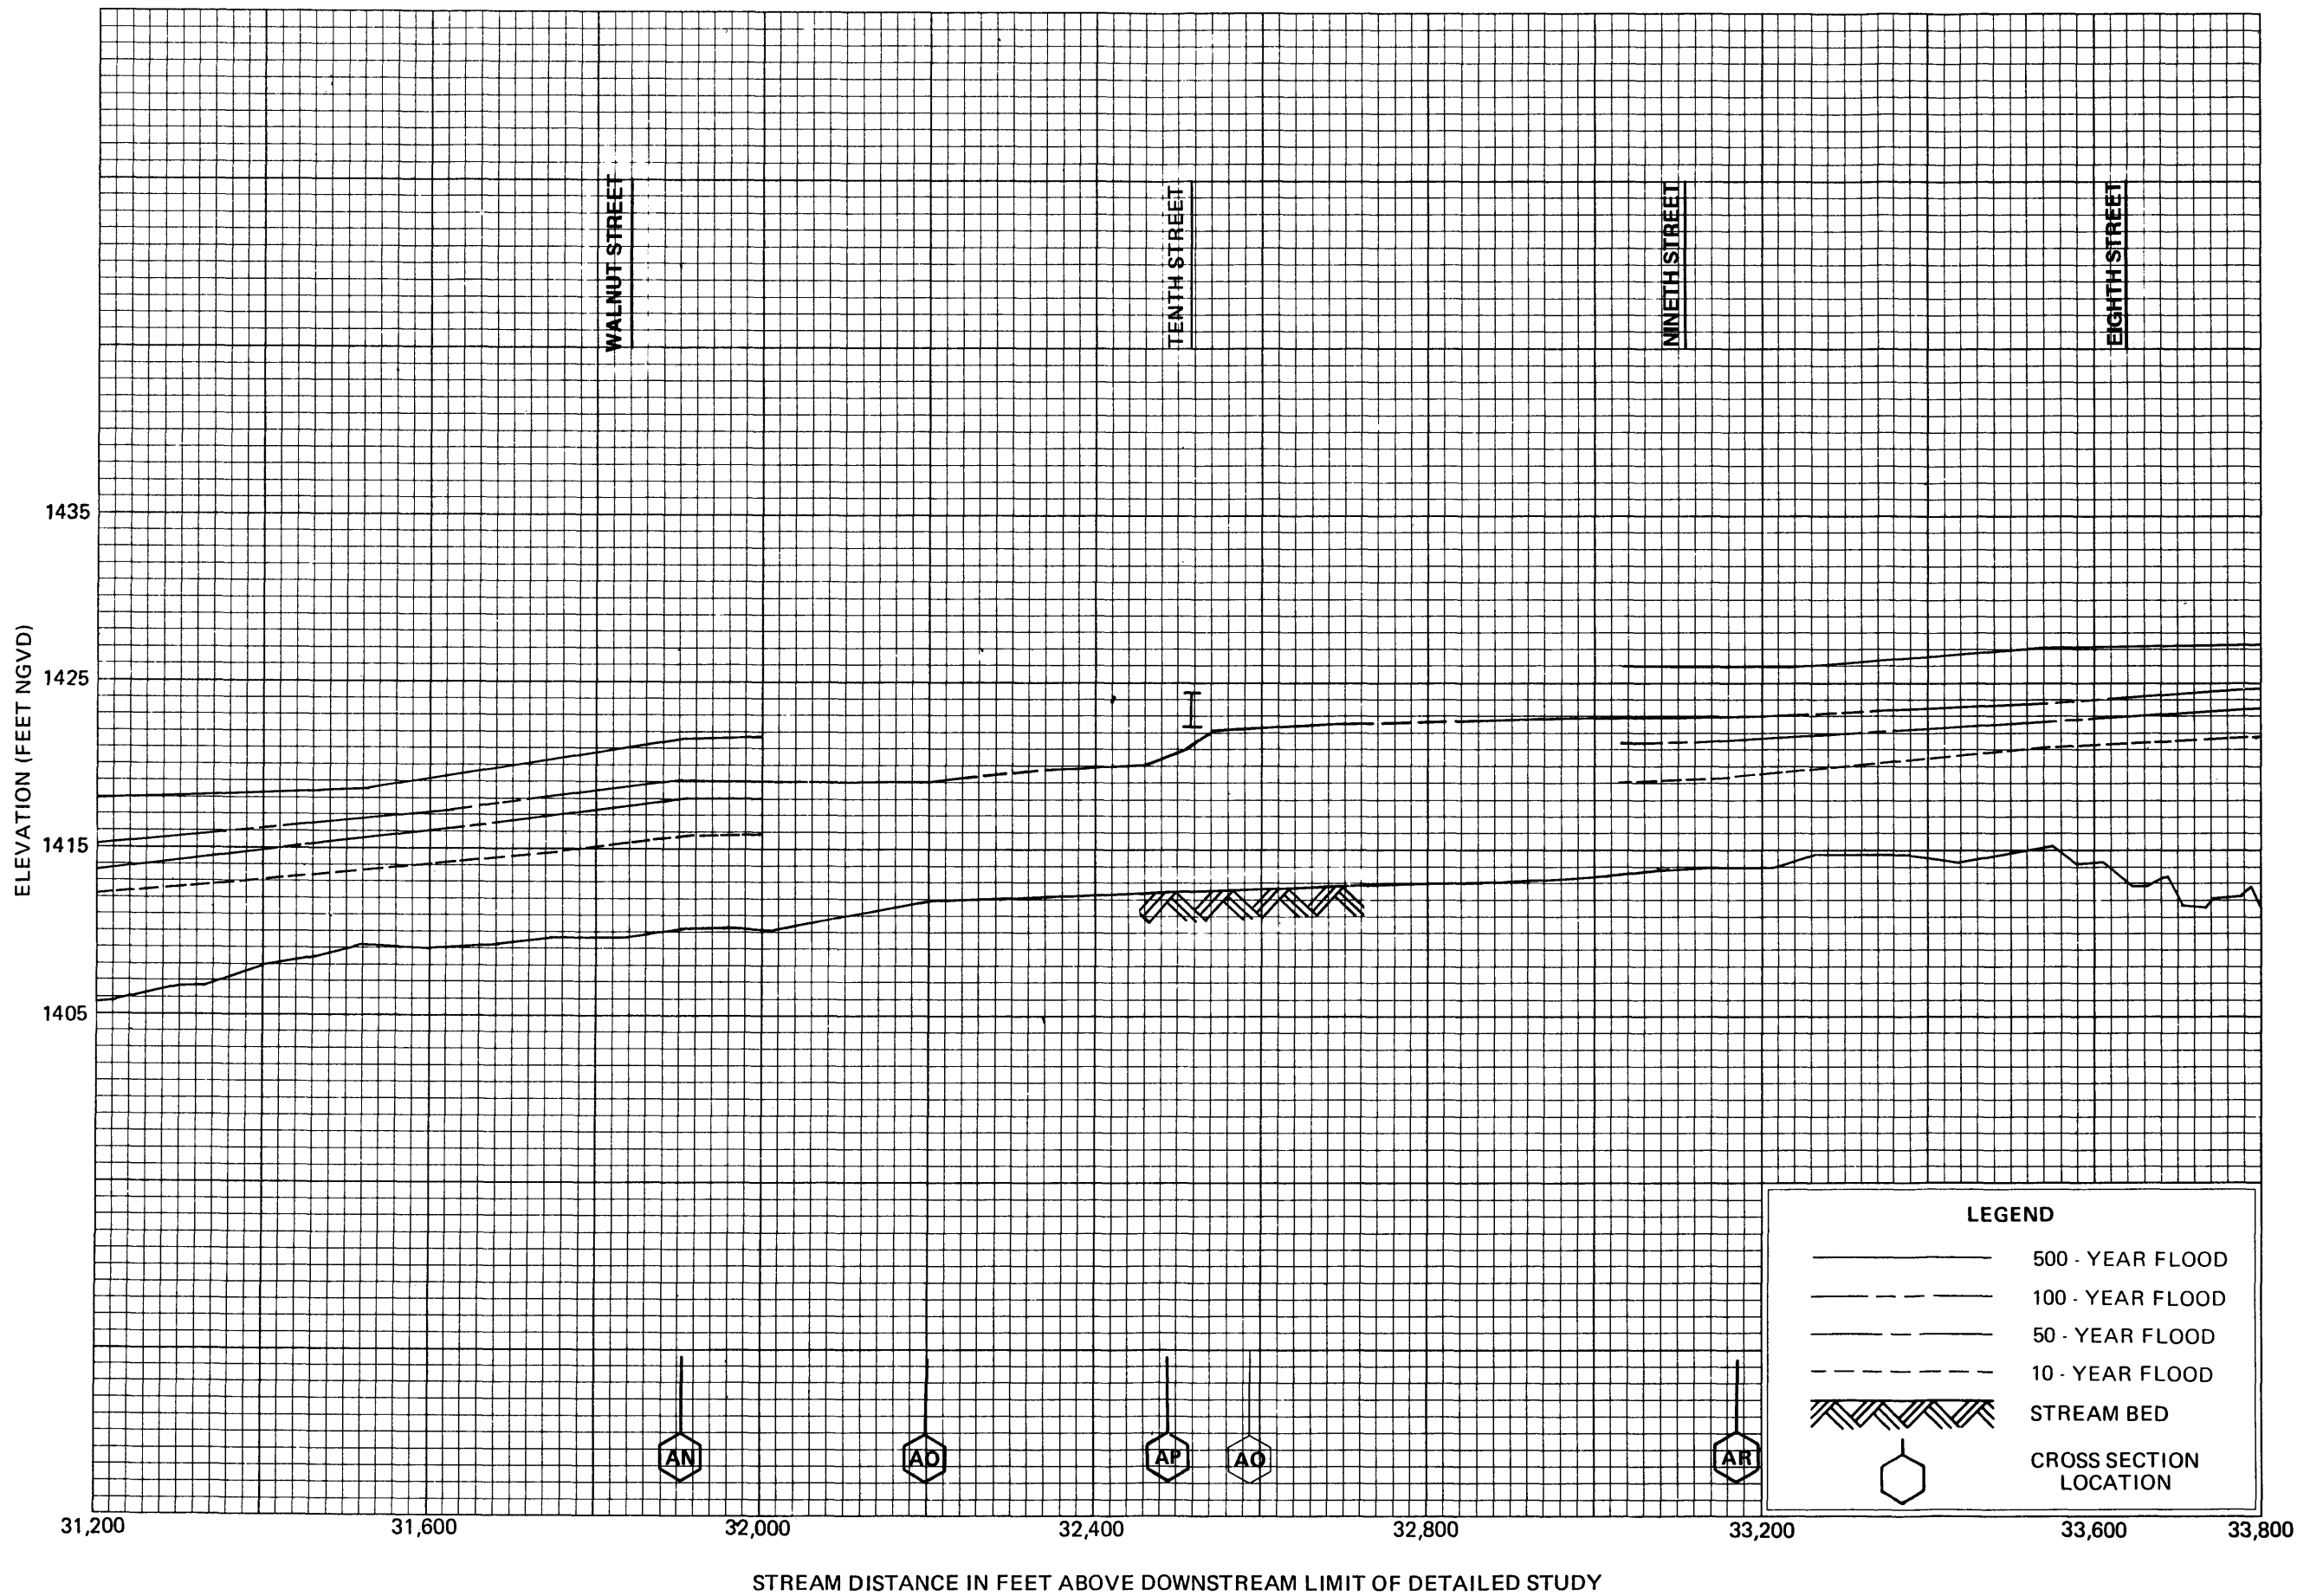 WALNUT STREET
TENTH STREET
NINETH STREET
EIGHTH STREET
ELEVATION (FEET NGVD)
1435
1425
1415
1405
AN
AO
AP
AQ
AR
LEGEND
500 - YEAR FLOOD
100 - YEAR FLOOD
50 - YEAR FLOOD
10 - YEAR FLOOD
STREAM BED
CROSS SECTION
LOCATION
31,200
31,600
32,000
32,400
32,800
33,200
33,600
33,800
STREAM DISTANCE IN FEET ABOVE DOWNSTREAM LIMIT OF DETAILED STUDY